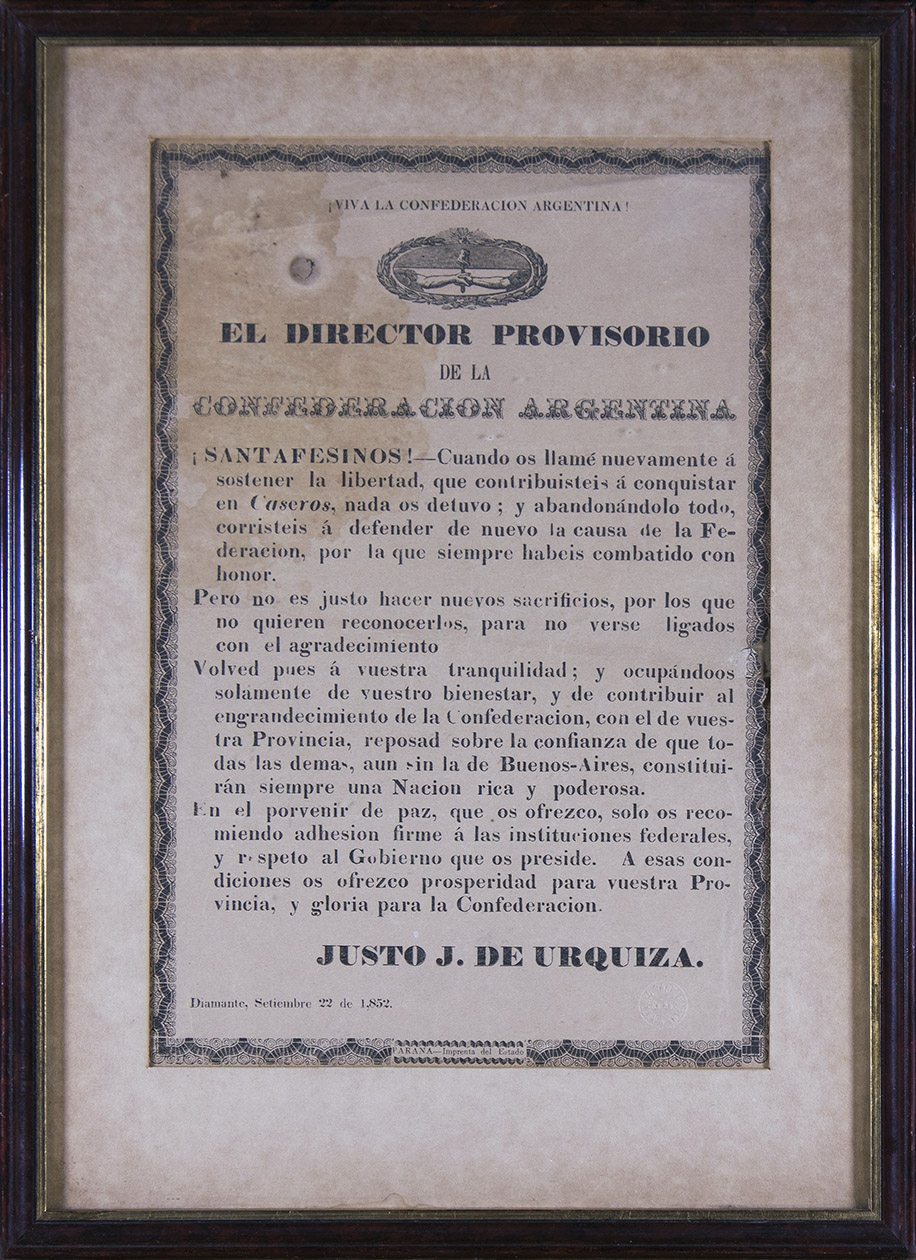 ¡VIVA LA CONFEDERACION ARGENTINA!
EL DIRECTOR PROVISORIO
DE LA
CONFEDERACION ARGENTINA
¡SANTAFESINOS!—Cuando os llamé nuevamente á
sostener la libertad, que contribuisteis á conquistar
en Caseros, nada os detuvo; y abandonándolo todo,
corristeis á defender de nuevo la causa de la Fe-
deracion, por la que siempre habeis combatido con
honor.
Pero no es justo hacer nuevos sacrificios, por los que
no quieren reconocerlos, para no verse ligados
con el agradecimiento
Volved pues á vuestra tranquilidad; y ocupándoos
solamente de vuestro bienestar, y de contribuir al
engrandecimiento de la Confederacion, con el de vues-
tra Provincia, reposad sobre la confianza de que to-
das las demas, aun sin la de Buenos-Aires, constitui-
rán siempre una Nacion rica y poderosa.
En el porvenir de paz, que os ofrezco, solo os reco-
miendo adhesion firme á las instituciones federales,
y respeto al Gobierno que os preside. A esas con-
diciones os ofrezco prosperidad para vuestra Pro-
vincia, y gloria para la Confederacion.
JUSTO J. DE URQUIZA.
Diamante, Setiembre 22 de 1,852.
PARANA—Imprenta del Estado